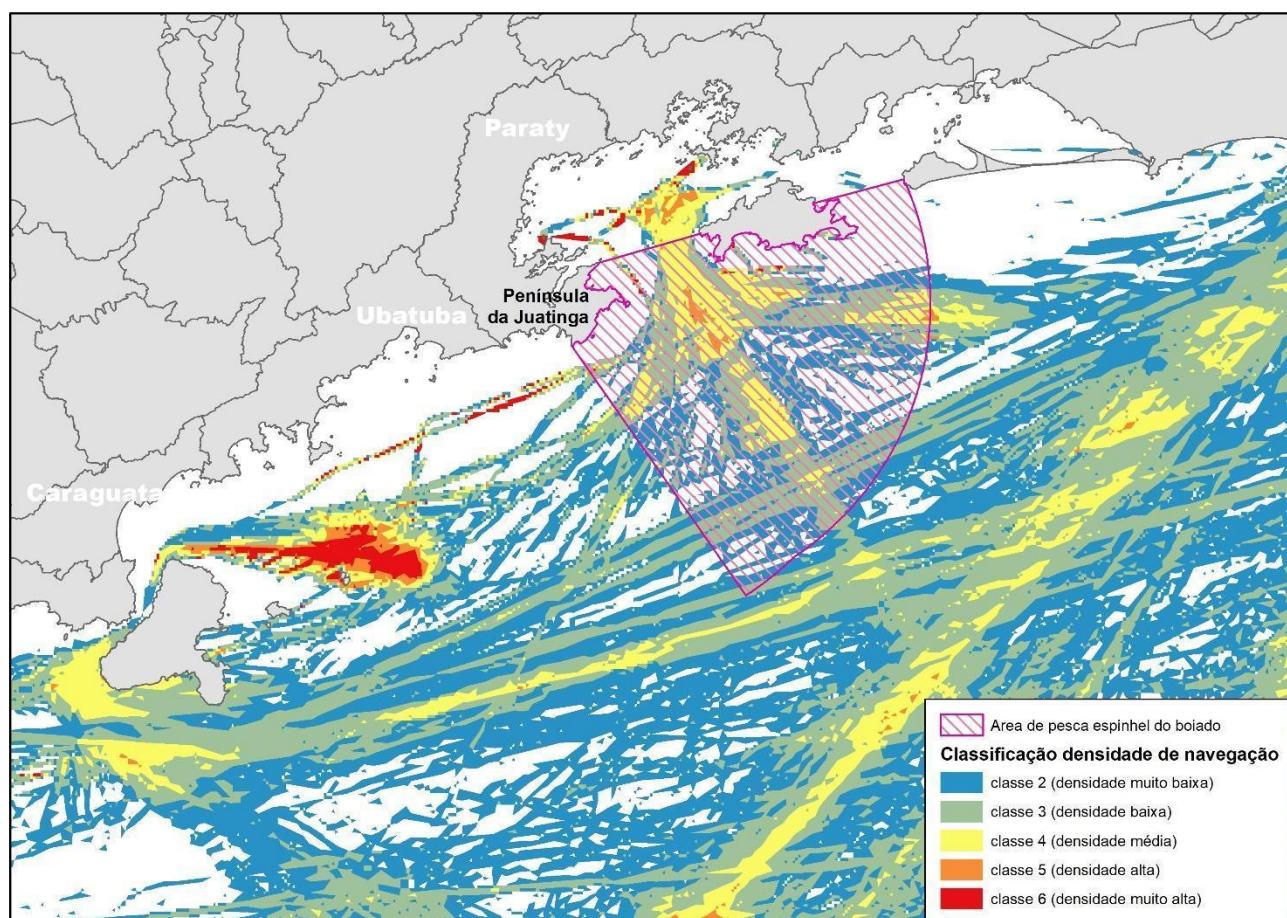 Paraty
Península
da Juatinga
Ubatuba
Caraguata
Area de pesca espinhel do boiado
Classificação densidade de navegação
classe 2 (densidade muito baixa)
classe 3 (densidade baixa)
classe 4 (densidade média)
classe 5 (densidade alta)
classe 6 (densidade muito alta)